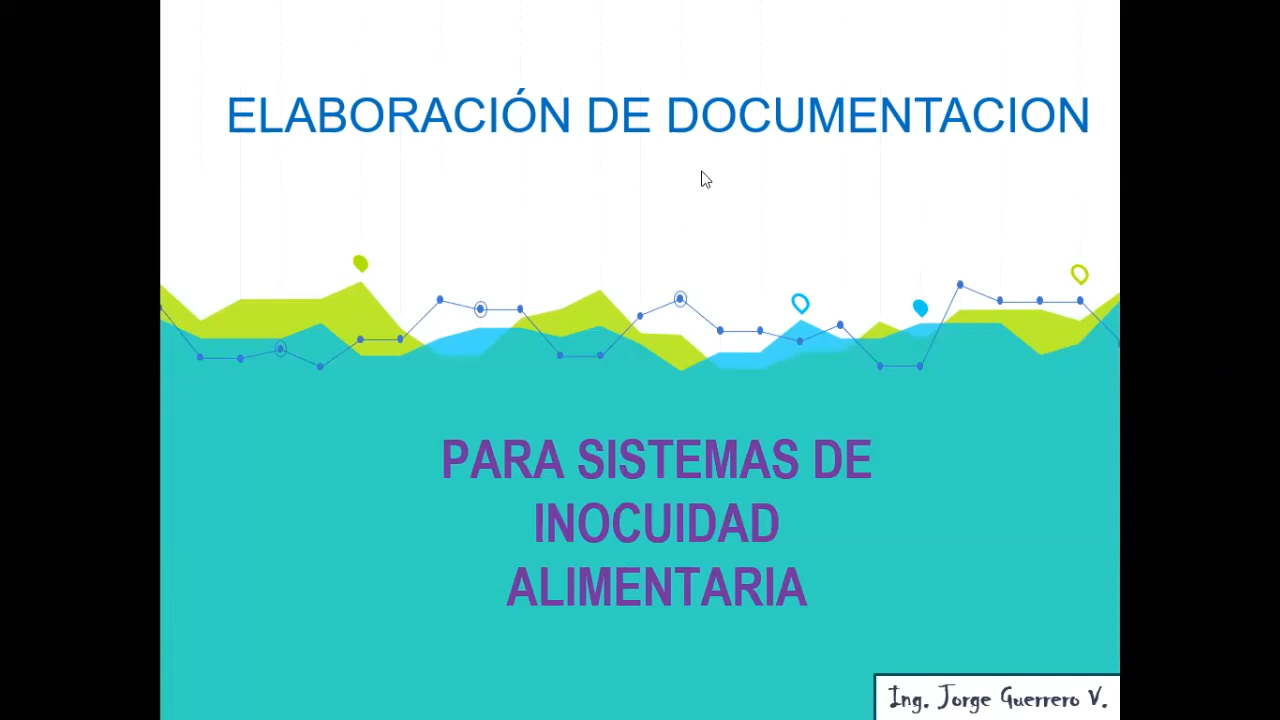 ELABORACIÓN DE DOCUMENTACION
PARA SISTEMAS DE
INOCUIDAD
ALIMENTARIA
Ing. Jorge Guerrero V.